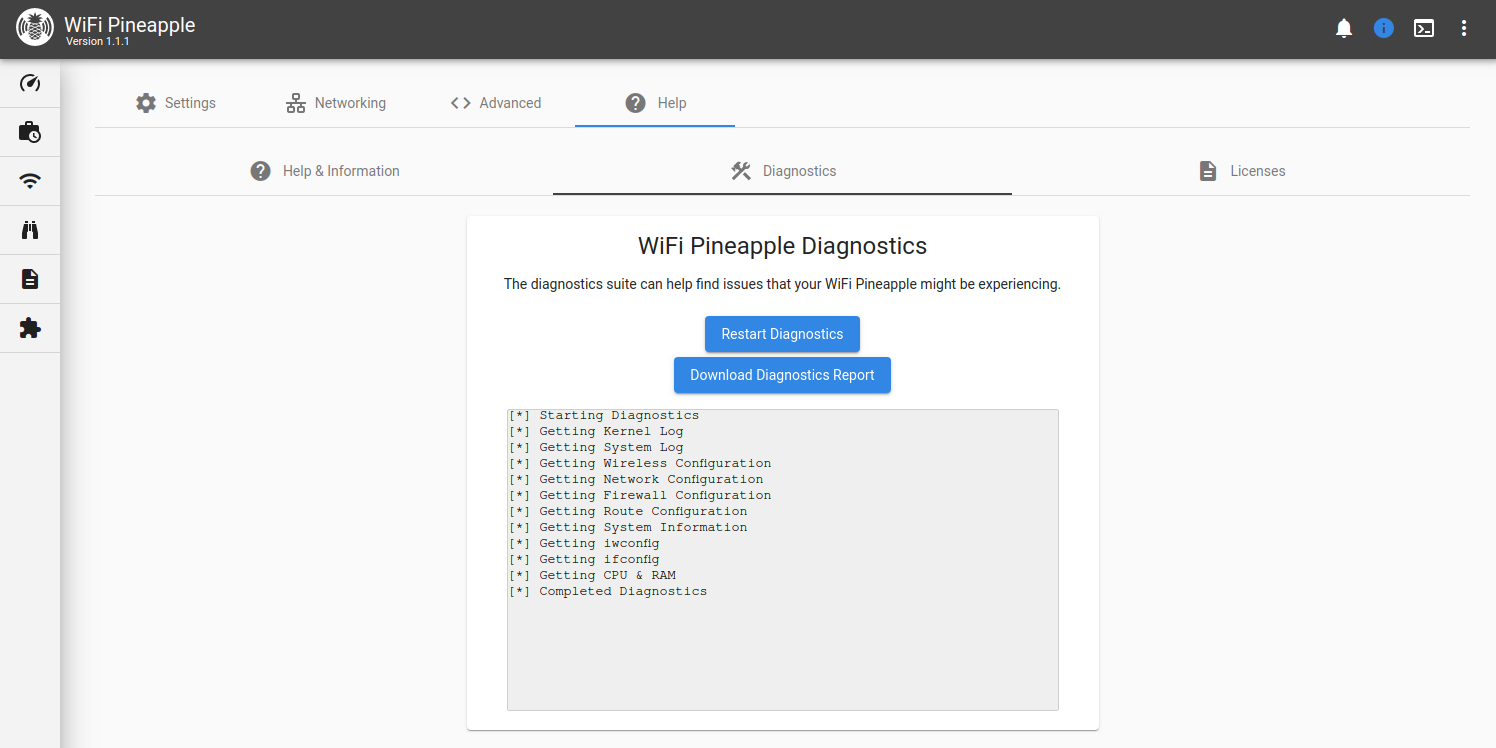 WiFi Pineapple
Version 1.1.1
Settings
Networking
Advanced
Help
Help & Information
Diagnostics
Licenses
WiFi Pineapple Diagnostics
The diagnostics suite can help find issues that your WiFi Pineapple might be experiencing.
Restart Diagnostics
Download Diagnostics Report
[*] Starting Diagnostics
[*] Getting Kernel Log
[*] Getting System Log
[*] Getting Wireless Configuration
[*] Getting Network Configuration
[*] Getting Firewall Configuration
[*] Getting Route Configuration
[*] Getting System Information
[*] Getting iwconfig
[*] Getting ifconfig
[*] Getting CPU & RAM
[*] Completed Diagnostics